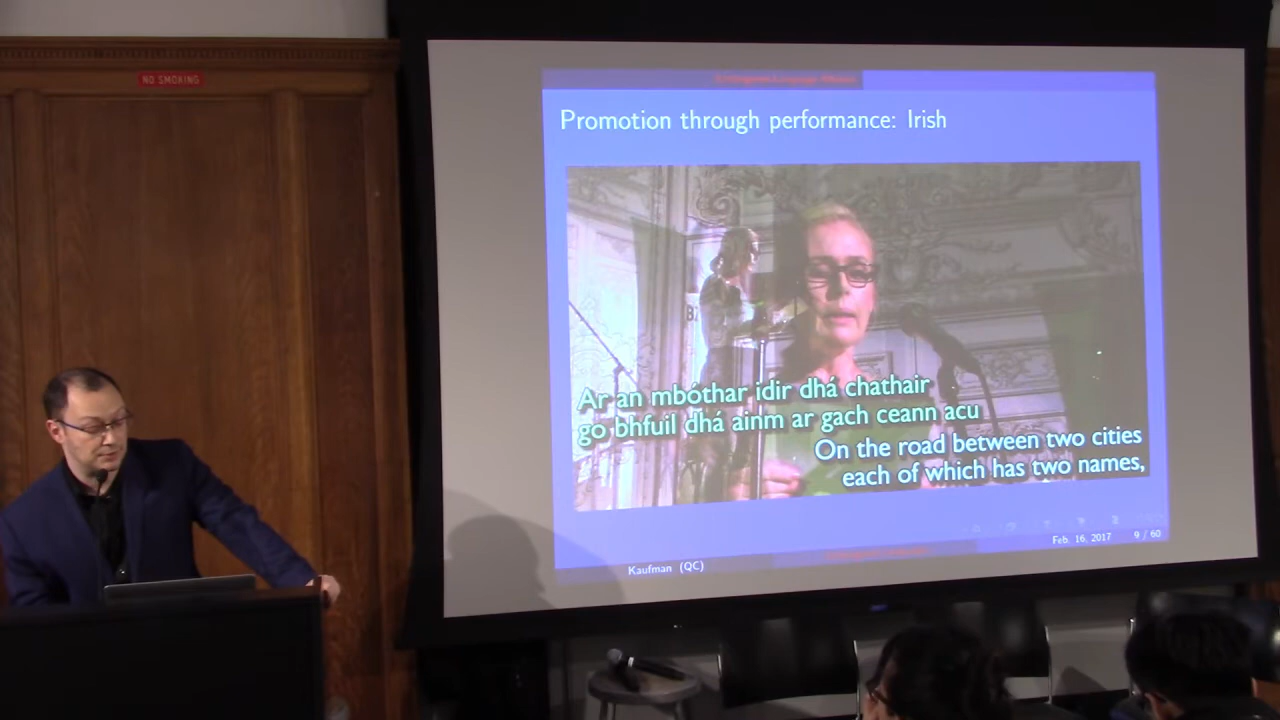 NO SMOKING
Promotion through performance: Irish
Ar an mbóthar idir dhá chathair
go bhfuil dhá ainm ar gach ceann acu
On the road between two cities
each of which has two names,
Feb. 16, 2017 9 / 60
Kaufman (QC)